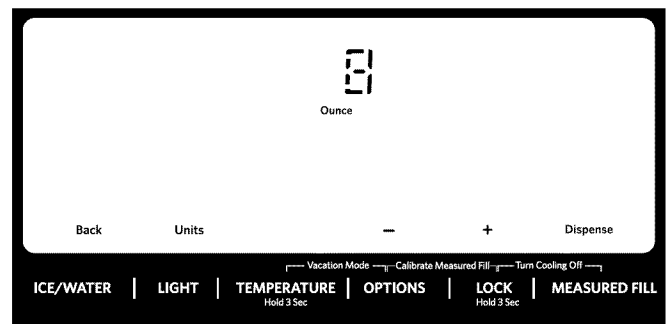 8
Ounce
Back Units – + Dispense
Vacation Mode Calibrate Measured Fill Turn Cooling Off
ICE/WATER | LIGHT | TEMPERATURE | OPTIONS | LOCK | MEASURED FILL
Hold 3 Sec Hold 3 Sec